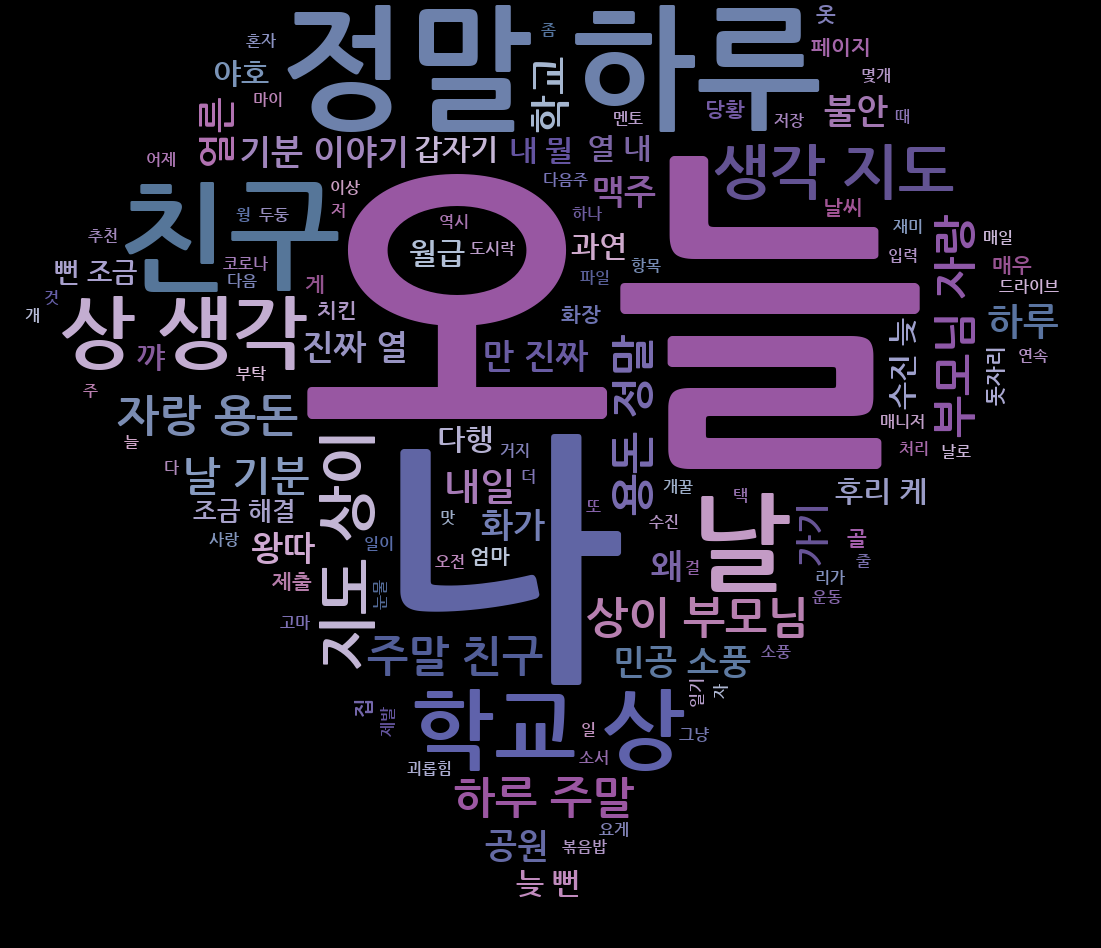 정말 하루
좀
옷
혼자
페이지
야호
학교
몇개
마이
당황
불안
얼른
멘토
저장
때
기분 이야기
갑자기
내 뭘
열 내
생각 지도
어제
친구
이상
다음주
맥주
오늘
웡
두둥
저
역시
하나
날씨
추천
월급
도시락
과연
재미
자랑
매일
뻔 조금
코로나
다음
게
파일
항목
입력
매우
드라이브
것
개
상 생각
치킨
화장
하루
꺄
진짜 열
만 진짜
정말
수진 늦
부모님
연속
부탁
돗자리
주
자랑 용돈
매니저
늘
다행
거지
처리
날로
다
날 기분
상이
내일
더
용돈
개꿀
택
후리 케
조금 해결
맛
화가
또
수진
날
가기
골
사랑
왕따
일이
나
오전
엄마
왜
걸
줄
제출
눈물
리가
운동
고마
지도
상이 부모님
주말 친구
민공 소풍
소풍
집
제발
학교 상
일기
자
일
그냥
괴롭힘
소서
하루 주말
요게
공원
볶음밥
늦 뻔